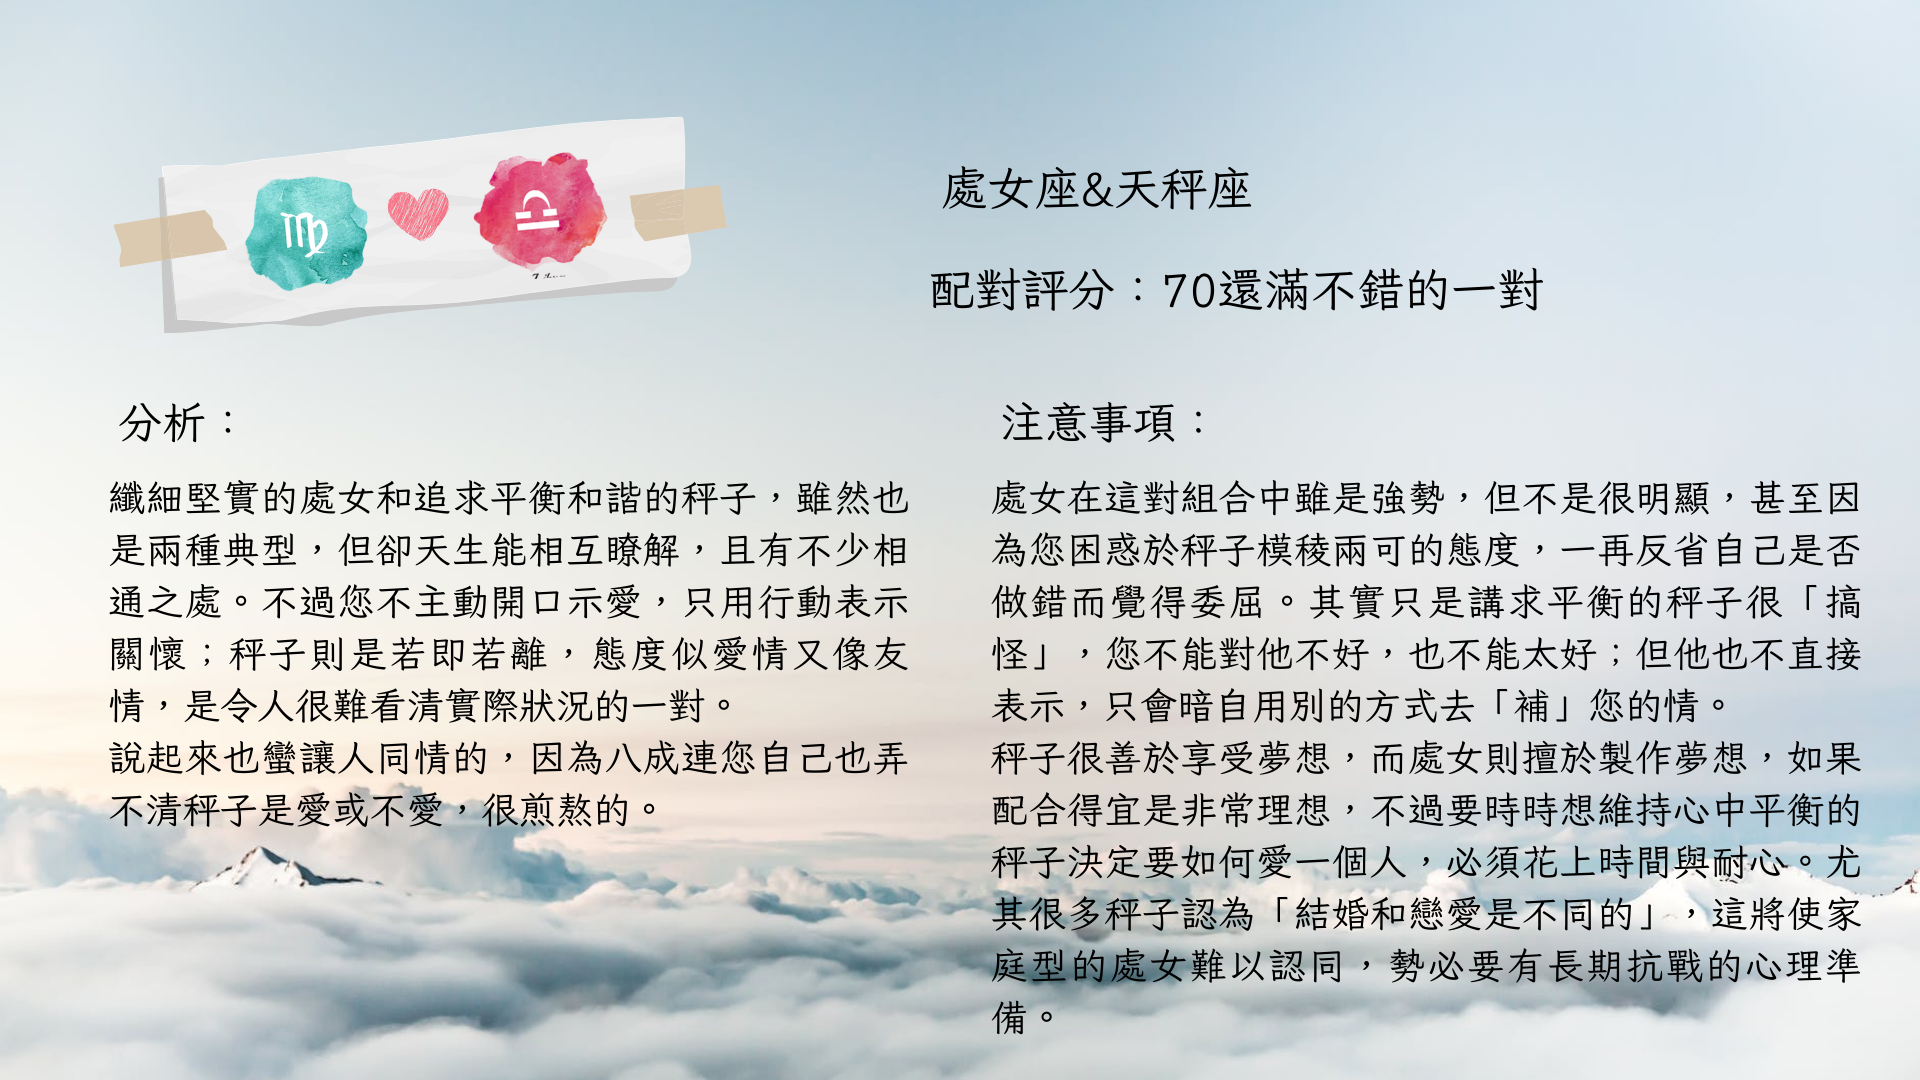 處女座&天秤座
配對評分：70還滿不錯的一對
分析：
纖細堅實的處女和追求平衡和諧的秤子，雖然也
是兩種典型，但卻天生能相互瞭解，且有不少相
通之處。不過您不主動開口示愛，只用行動表示
關懷；秤子則是若即若離，態度似愛情又像友
情，是令人很難看清實際狀況的一對。
說起來也蠻讓人同情的，因為八成連您自己也弄
不清秤子是愛或不愛，很煎熬的。
注意事項：
處女在這對組合中雖是強勢，但不是很明顯，甚至因
為您困惑於秤子模稜兩可的態度，一再反省自己是否
做錯而覺得委屈。其實只是講求平衡的秤子很「搞
怪」，您不能對他不好，也不能太好；但他也不直接
表示，只會暗自用別的方式去「補」您的情。
秤子很善於享受夢想，而處女則擅於製作夢想，如果
配合得宜是非常理想，不過要時時想維持心中平衡的
秤子決定要如何愛一個人，必須花上時間與耐心。尤
其很多秤子認為「結婚和戀愛是不同的」，這將使家
庭型的處女難以認同，勢必要有長期抗戰的心理準
備。